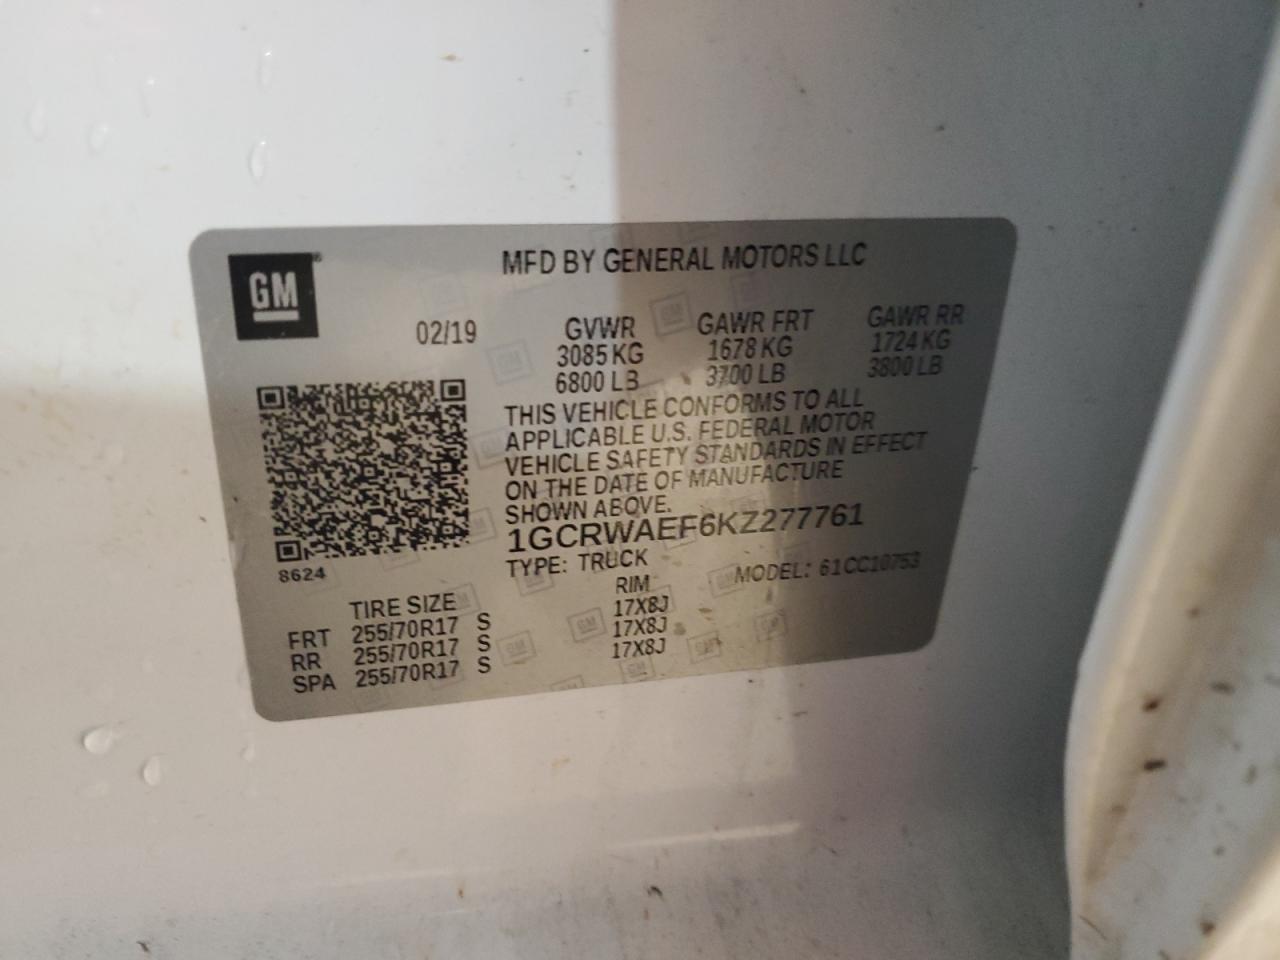 GM
MFD BY GENERAL MOTORS LLC
02/19 GVWR GAWR FRT GAWR RR
3085 KG 1678 KG 1724 KG
6800 LB 3700 LB 3800 LB
THIS VEHICLE CONFORMS TO ALL
APPLICABLE U.S. FEDERAL MOTOR
VEHICLE SAFETY STANDARDS IN EFFECT
ON THE DATE OF MANUFACTURE
SHOWN ABOVE.
1GCRWAEF6KZ277761
8624
TYPE: TRUCK MODEL: 61CC10753
TIRE SIZE RIM
FRT 255/70R17 S 17X8J
RR 255/70R17 S 17X8J
SPA 255/70R17 S 17X8J